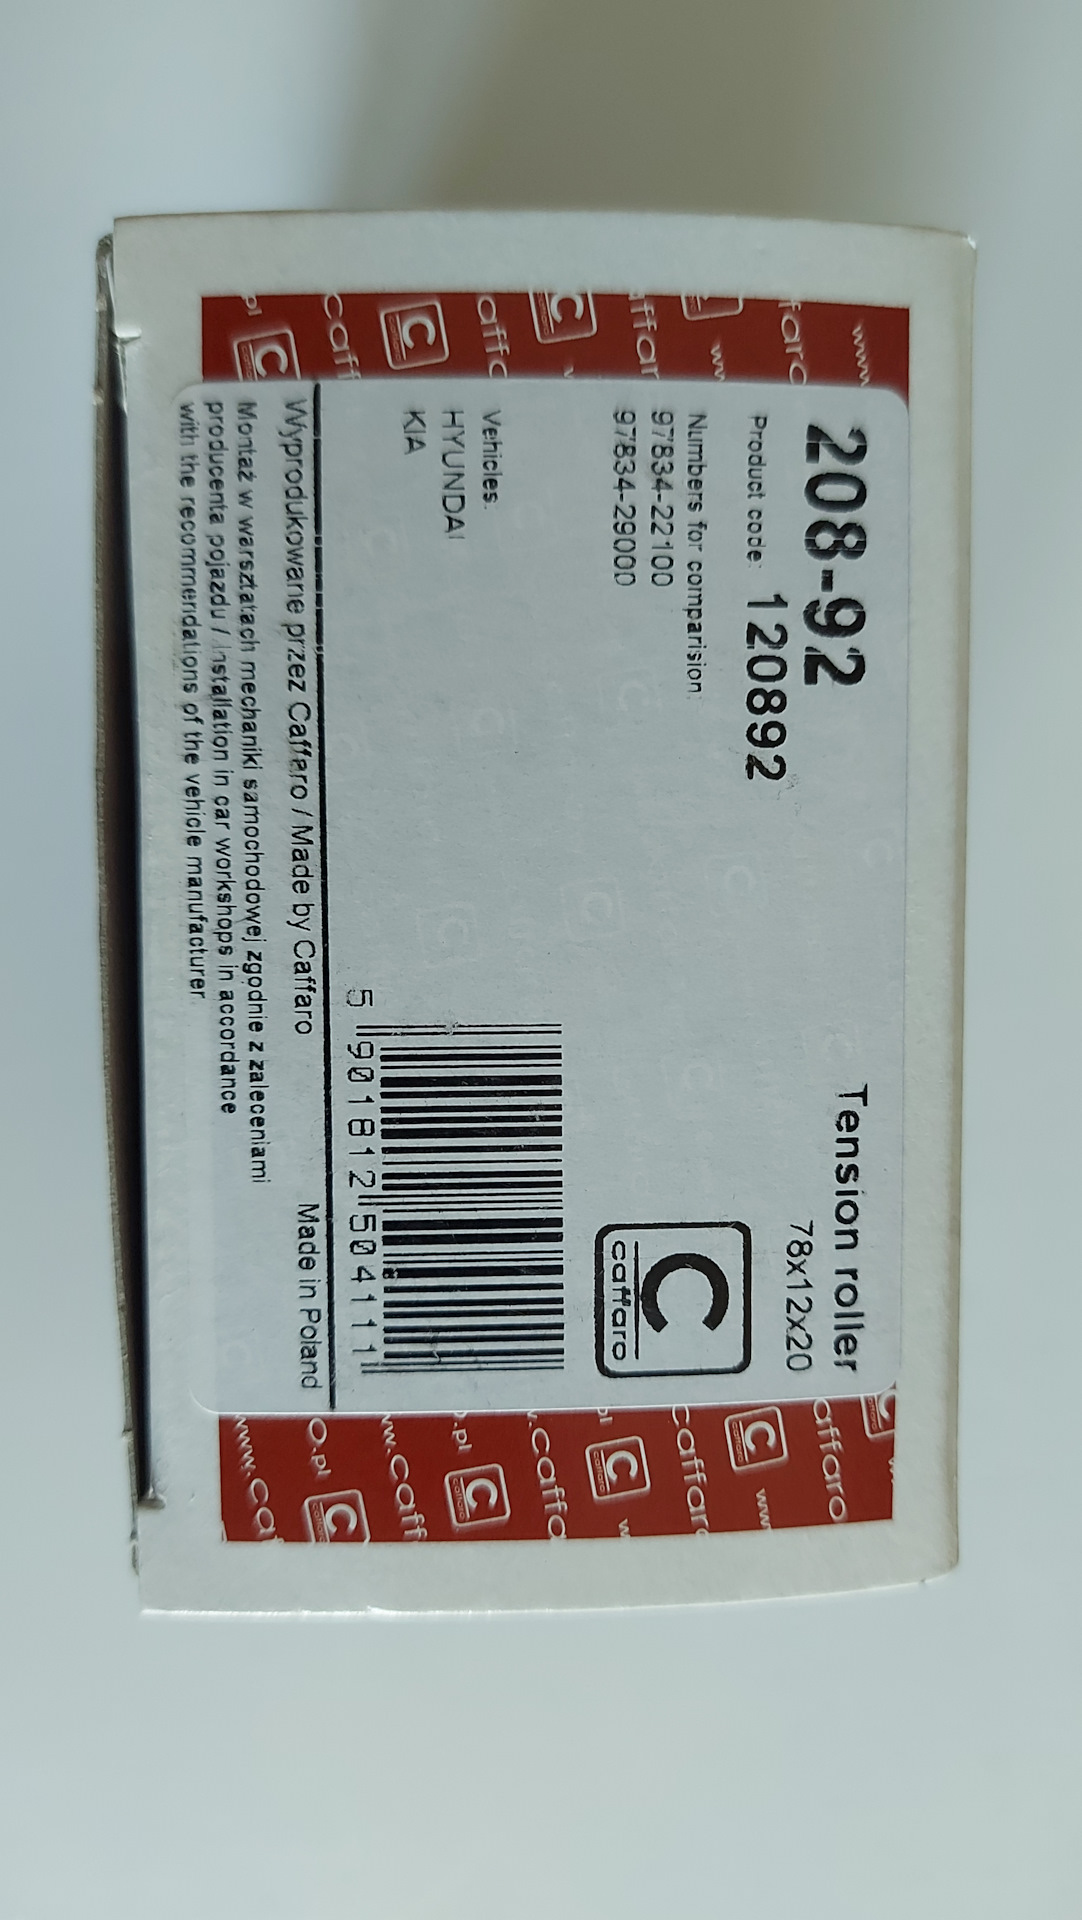 208-92
Tension roller
Product code: 120892
78x12x20
Numbers for comparision:
97834-22100
97834-29000
C
caffaro
Vehicles:
HYUNDAI
KIA
5 901812 504111
Wyprodukowane przez Caffaro / Made by Caffaro
Made in Poland
Montaż w warsztatach mechaniki samochodowej zgodnie z zaleceniami
producenta pojazdu / Installation in car workshops in accordance
with the recommendations of the vehicle manufacturer.